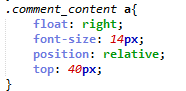 .comment_content a{
    float: right;
    font-size: 14px;
    position: relative;
    top: 40px;
}